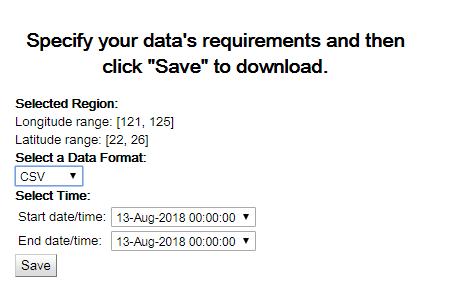 Specify your data's requirements and then
click "Save" to download.
Selected Region:
Longitude range: [121, 125]
Latitude range: [22, 26]
Select a Data Format:
CSV
Select Time:
Start date/time: 13-Aug-2018 00:00:00
End date/time: 13-Aug-2018 00:00:00
Save